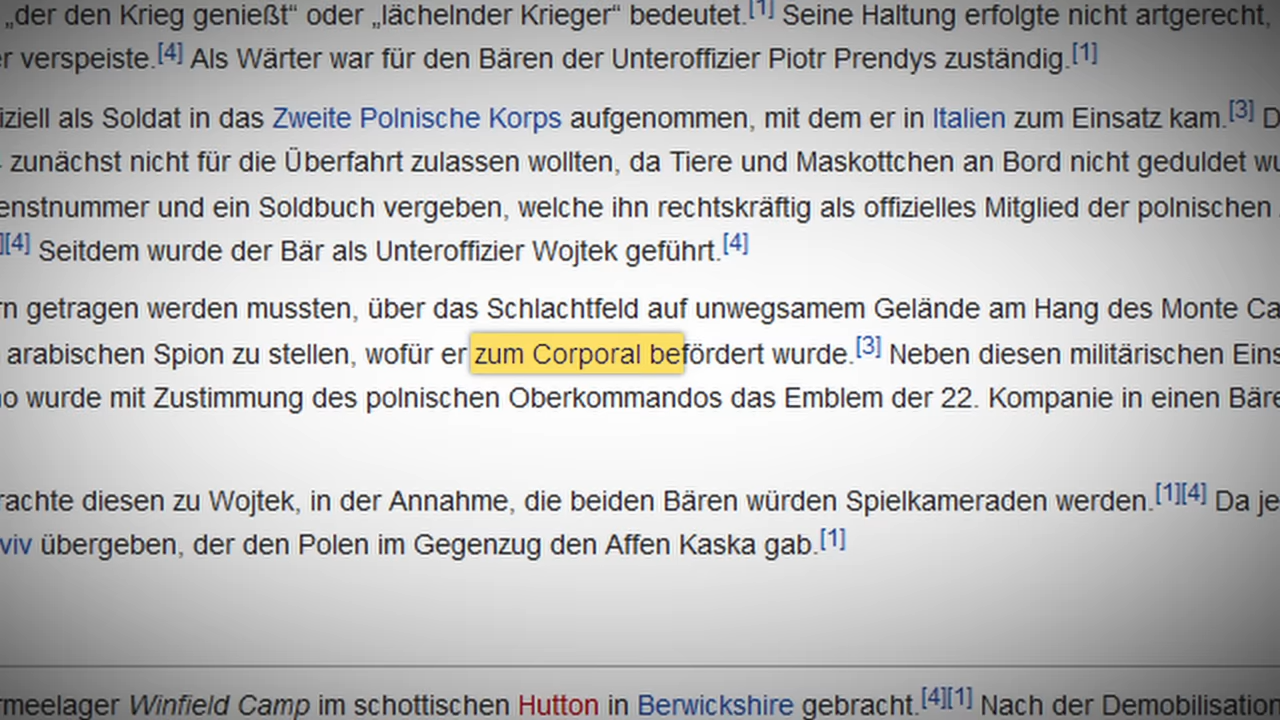 „der den Krieg genießt“ oder „lächelnder Krieger“ bedeutet.[1] Seine Haltung erfolgte nicht artgerecht,
er verspeiste.[4] Als Wärter war für den Bären der Unteroffizier Piotr Prendys zuständig.[1]
iziell als Soldat in das Zweite Polnische Korps aufgenommen, mit dem er in Italien zum Einsatz kam.[3] D
zunächst nicht für die Überfahrt zulassen wollten, da Tiere und Maskottchen an Bord nicht geduldet wu
enstnummer und ein Soldbuch vergeben, welche ihn rechtskräftig als offizielles Mitglied der polnischen
][4] Seitdem wurde der Bär als Unteroffizier Wojtek geführt.[4]
rn getragen werden mussten, über das Schlachtfeld auf unwegsamem Gelände am Hang des Monte Ca
arabischen Spion zu stellen, wofür er zum Corporal befördert wurde.[3] Neben diesen militärischen Eins
no wurde mit Zustimmung des polnischen Oberkommandos das Emblem der 22. Kompanie in einen Bäre
rachte diesen zu Wojtek, in der Annahme, die beiden Bären würden Spielkameraden werden.[1][4] Da je
viv übergeben, der den Polen im Gegenzug den Affen Kaska gab.[1]
rmeelager Winfield Camp im schottischen Hutton in Berwickshire gebracht.[4][1] Nach der Demobilisation